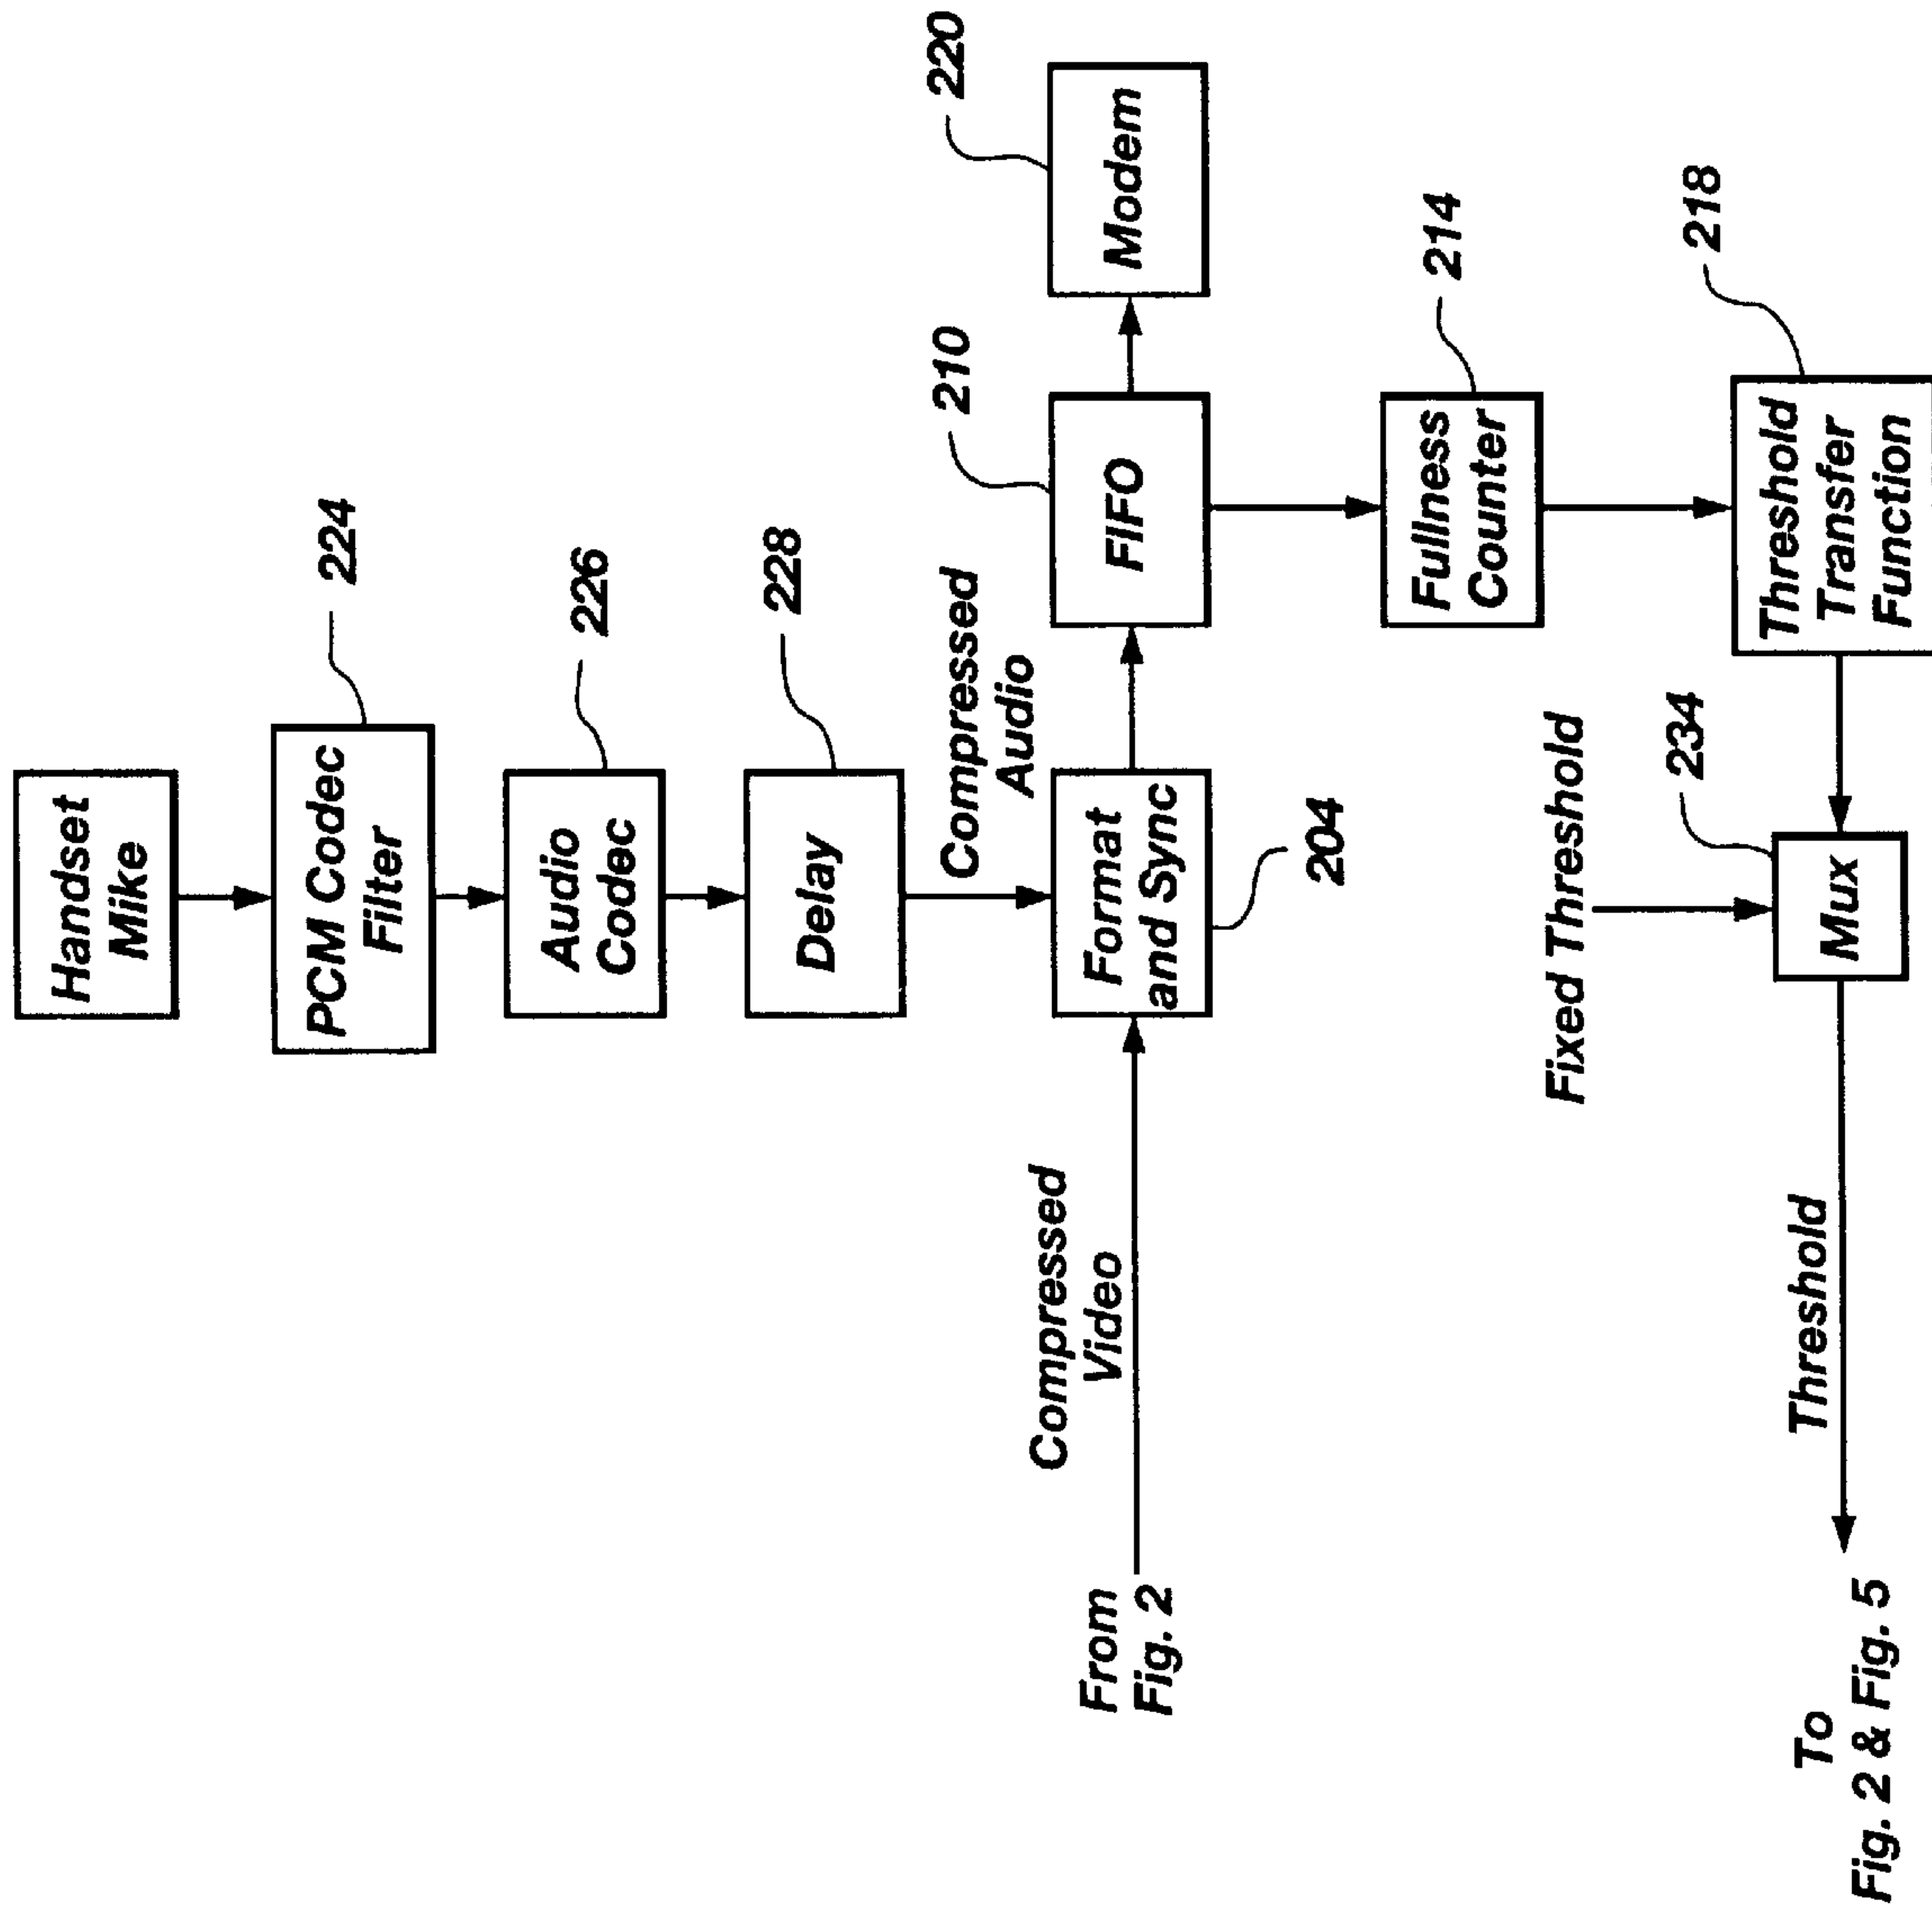 Handset
Mike
PCM Codec
Filter
224
Audio
Codec
226
Delay
228
Compressed
Audio
Compressed
Video
From
Fig. 2
Format
and Sync
204
FIFO
210
Modem
220
Fullness
Counter
214
Threshold
Transfer
Function
218
Fixed Threshold
Mux
234
Threshold
To
Fig. 2 & Fig. 5